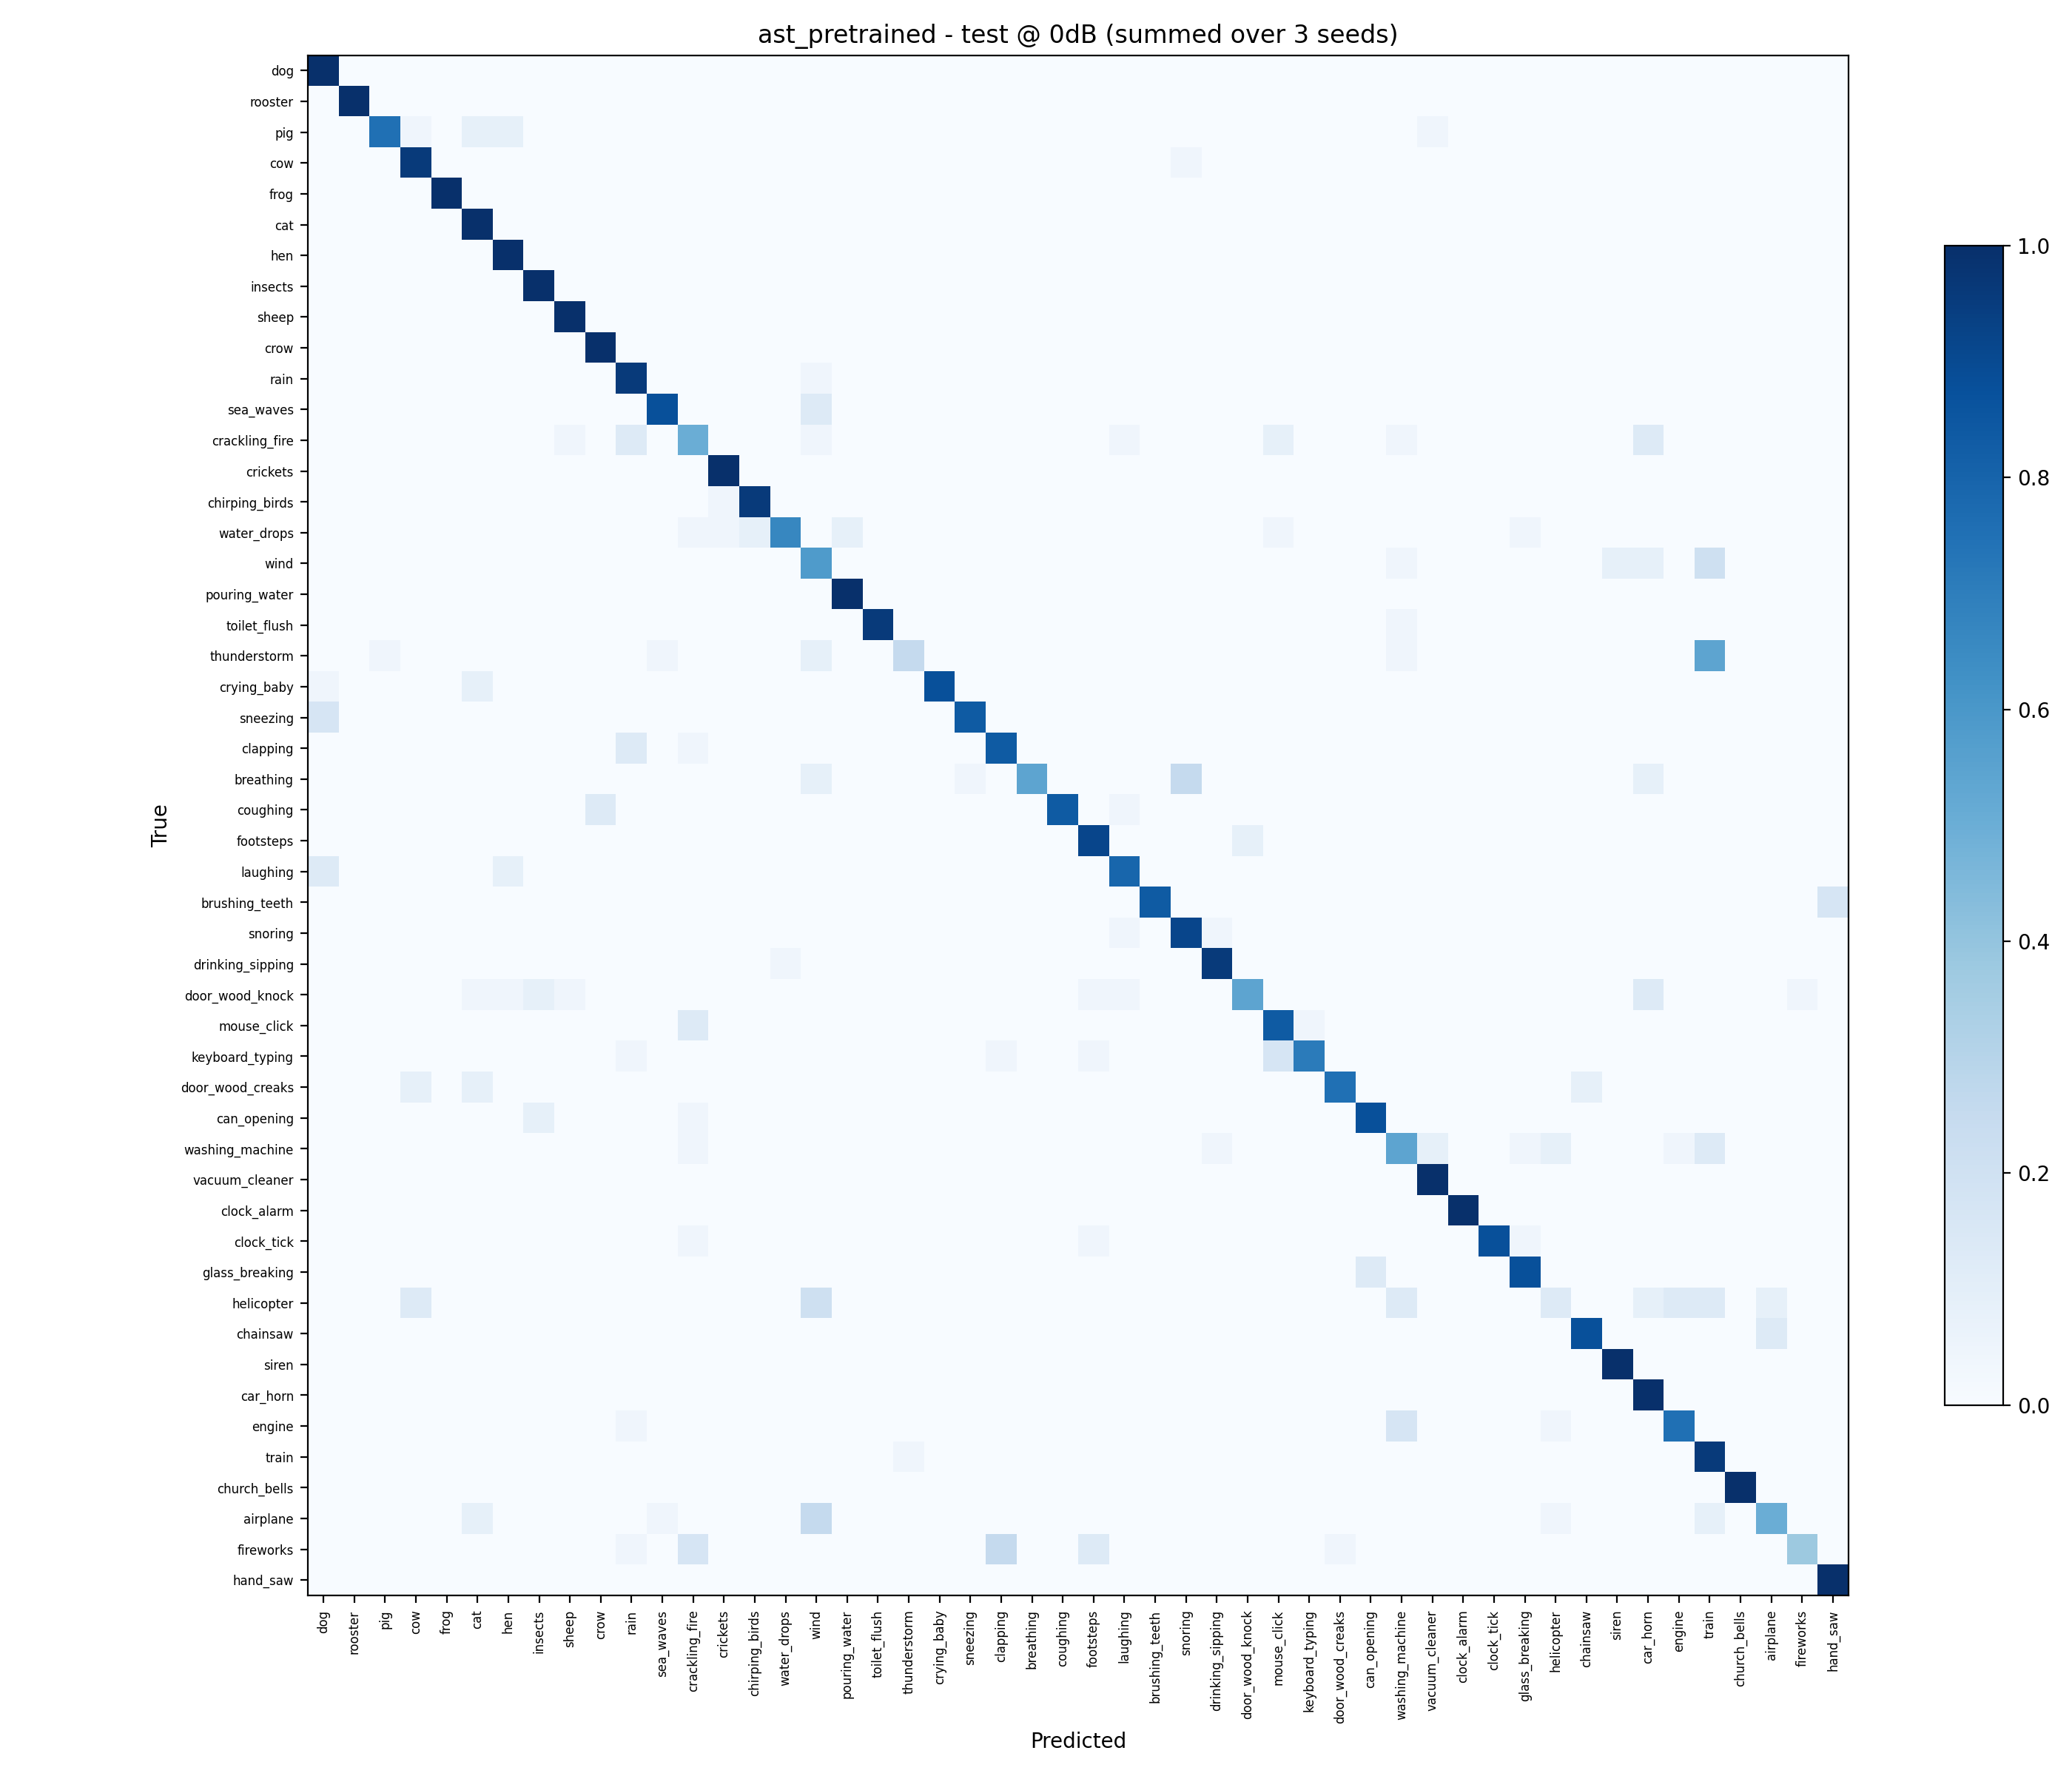 ast_pretrained - test @ 0dB (summed over 3 seeds)
dog
rooster
pig
cow
frog
cat
hen
insects
sheep
crow
rain
sea_waves
crackling_fire
crickets
chirping_birds
water_drops
wind
pouring_water
toilet_flush
thunderstorm
crying_baby
sneezing
clapping
breathing
coughing
footsteps
laughing
brushing_teeth
snoring
drinking_sipping
door_wood_knock
mouse_click
keyboard_typing
door_wood_creaks
can_opening
washing_machine
vacuum_cleaner
clock_alarm
clock_tick
glass_breaking
helicopter
chainsaw
siren
car_horn
engine
train
church_bells
airplane
fireworks
hand_saw
True
dog
rooster
pig
cow
frog
cat
hen
insects
sheep
crow
rain
sea_waves
crackling_fire
crickets
chirping_birds
water_drops
wind
pouring_water
toilet_flush
thunderstorm
crying_baby
sneezing
clapping
breathing
coughing
footsteps
laughing
brushing_teeth
snoring
drinking_sipping
door_wood_knock
mouse_click
keyboard_typing
door_wood_creaks
can_opening
washing_machine
vacuum_cleaner
clock_alarm
clock_tick
glass_breaking
helicopter
chainsaw
siren
car_horn
engine
train
church_bells
airplane
fireworks
hand_saw
Predicted
1.0
0.8
0.6
0.4
0.2
0.0